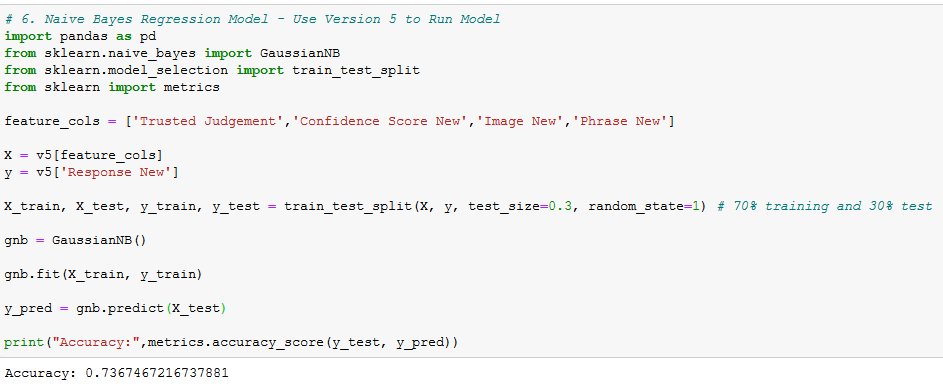 # 6. Naive Bayes Regression Model - Use Version 5 to Run Model
import pandas as pd
from sklearn.naive_bayes import GaussianNB
from sklearn.model_selection import train_test_split
from sklearn import metrics
feature_cols = ['Trusted Judgement','Confidence Score New','Image New','Phrase New']
X = v5[feature_cols]
y = v5['Response New']
X_train, X_test, y_train, y_test = train_test_split(X, y, test_size=0.3, random_state=1) # 70% training and 30% test
gnb = GaussianNB()
gnb.fit(X_train, y_train)
y_pred = gnb.predict(X_test)
print("Accuracy:",metrics.accuracy_score(y_test, y_pred))
Accuracy: 0.7367467216737881